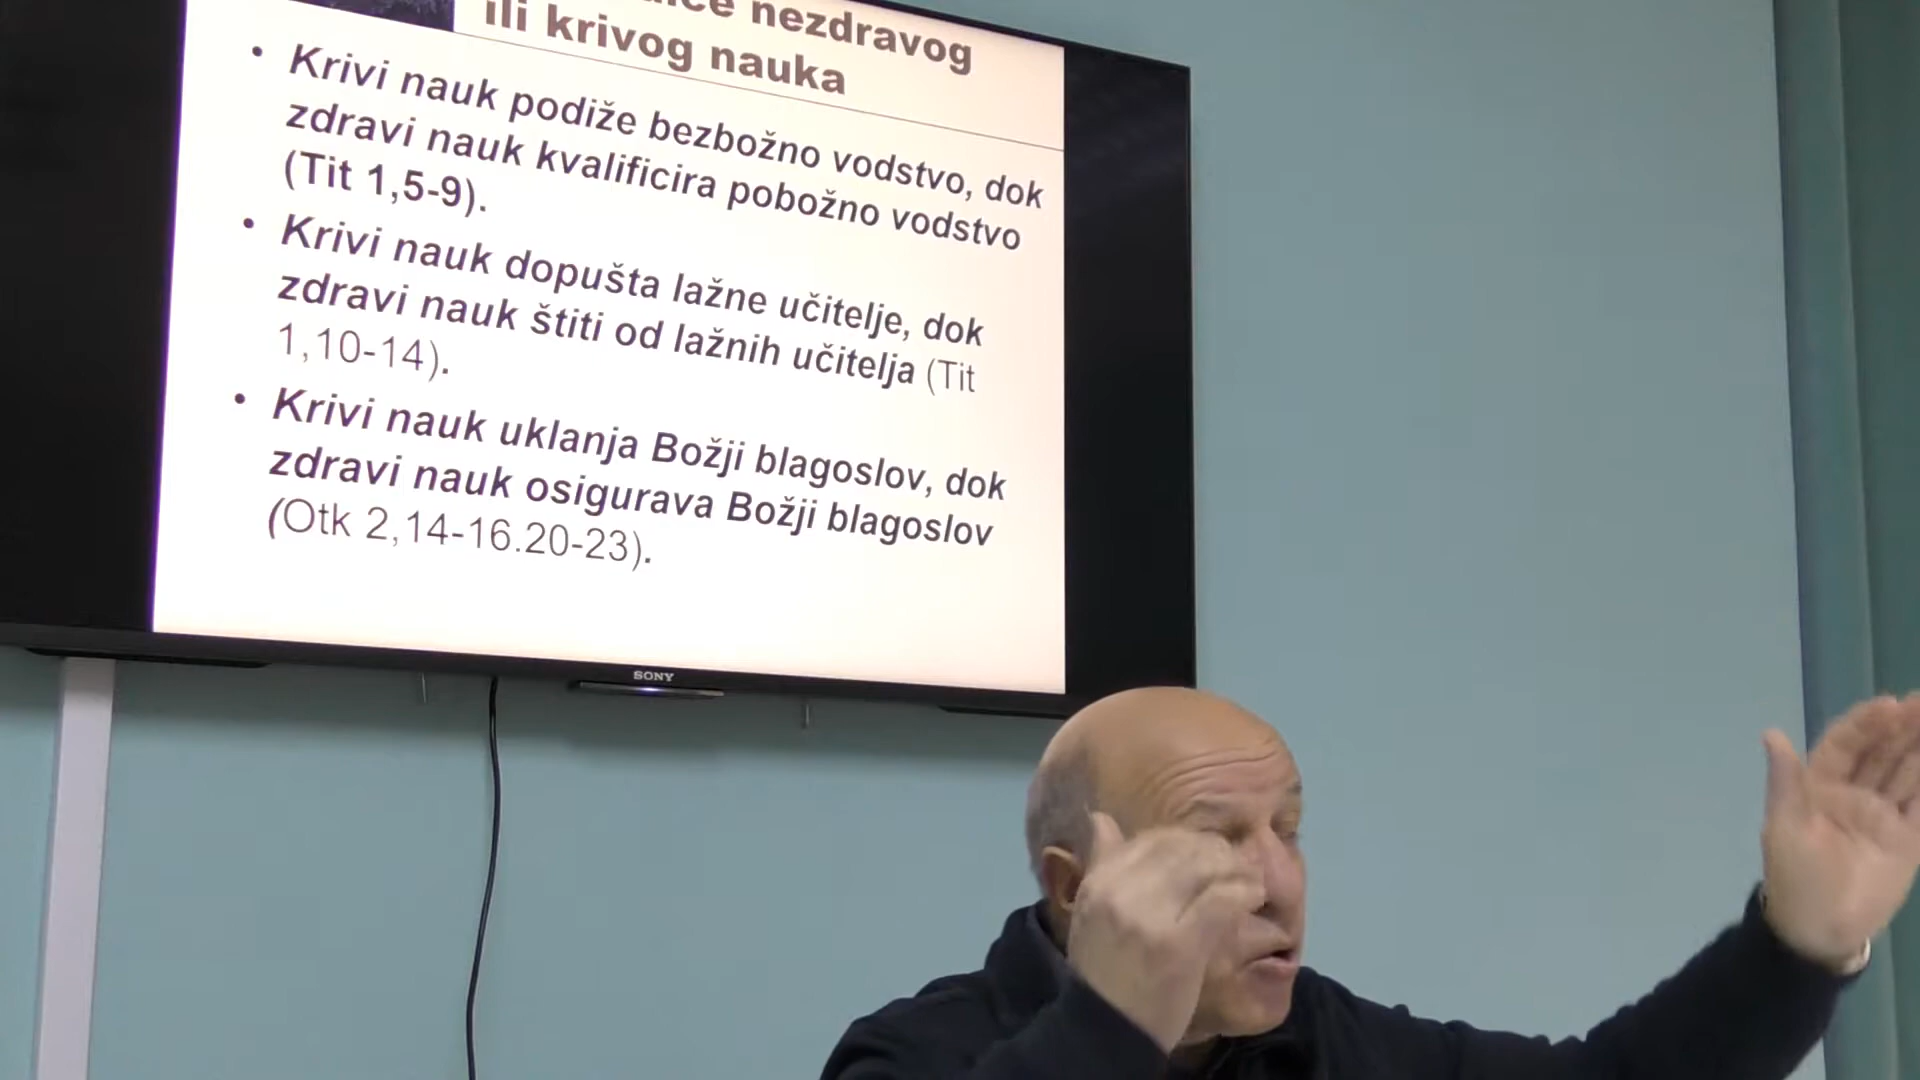 nezdravog
ili krivog nauka
• Krivi nauk podiže bezbožno vodstvo, dok
zdravi nauk kvalificira pobožno vodstvo
(Tit 1,5-9).
• Krivi nauk dopušta lažne učitelje, dok
zdravi nauk štiti od lažnih učitelja (Tit
1,10-14).
• Krivi nauk uklanja Božji blagoslov, dok
zdravi nauk osigurava Božji blagoslov
(Otk 2,14-16.20-23).
SONY